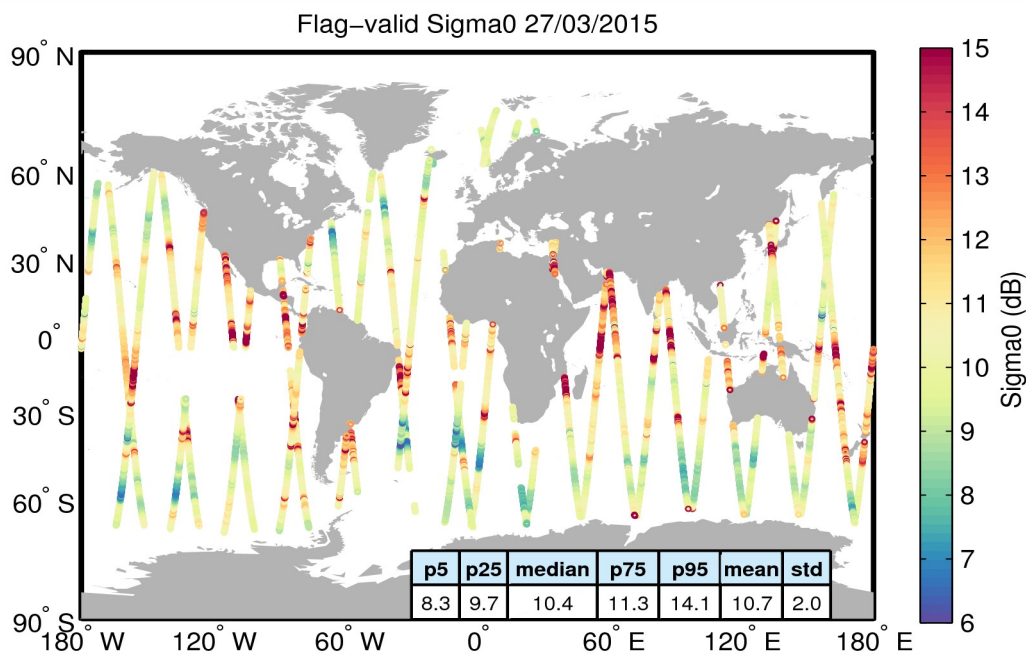 Flag−valid Sigma0 27/03/2015
90° N
60° N
30° N
0°
30° S
60° S
90° S
180° W
120° W
60° W
0°
60° E
120° E
180° E
15
14
13
12
11
10
9
8
7
6
Sigma0 (dB)
p5 p25 median p75 p95 mean std
8.3 9.7 10.4 11.3 14.1 10.7 2.0